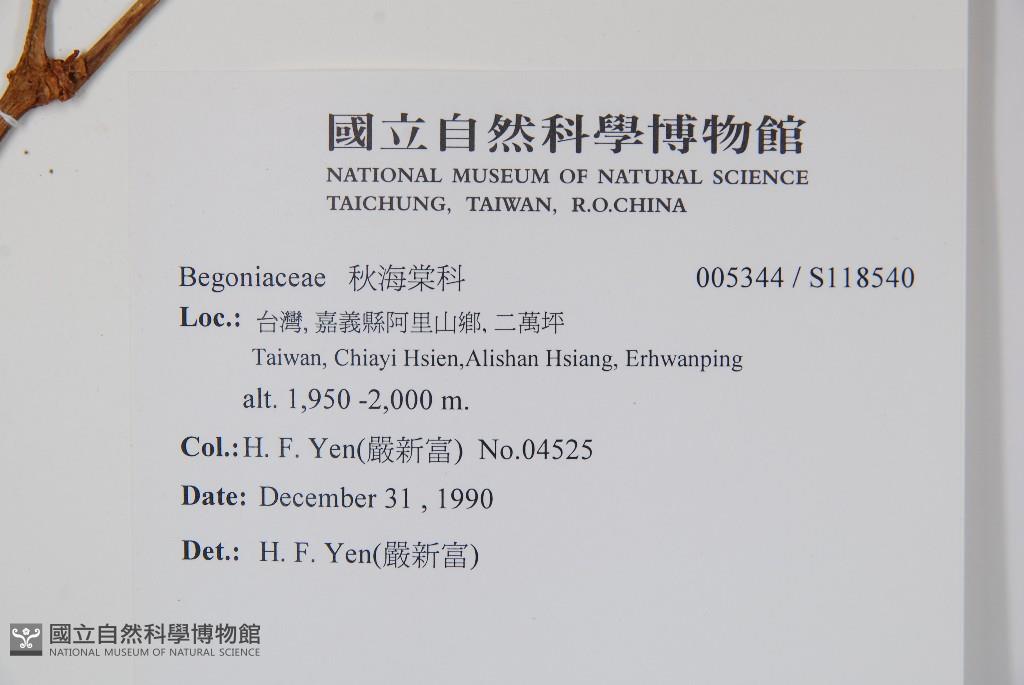 國立自然科學博物館
NATIONAL MUSEUM OF NATURAL SCIENCE
TAICHUNG, TAIWAN, R.O.CHINA
Begoniaceae 秋海棠科 005344 / S118540
Loc.: 台灣, 嘉義縣阿里山鄉, 二萬坪
Taiwan, Chiayi Hsien,Alishan Hsiang, Erhwanping
alt. 1,950 -2,000 m.
Col.: H. F. Yen(嚴新富) No.04525
Date: December 31 , 1990
Det.: H. F. Yen(嚴新富)
國立自然科學博物館
NATIONAL MUSEUM OF NATURAL SCIENCE